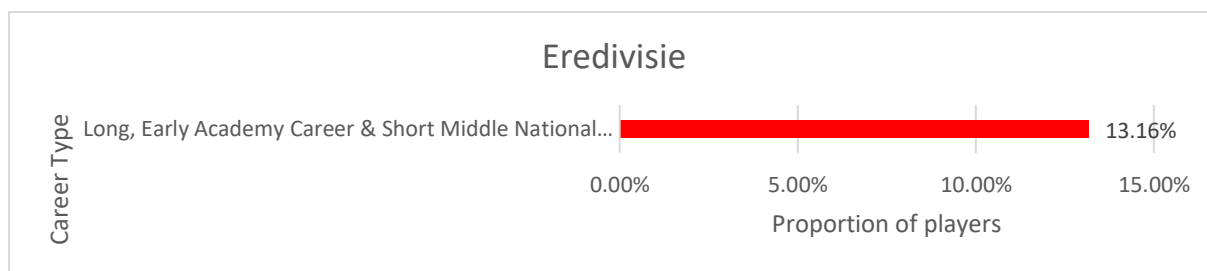 Eredivisie
Career Type
Long, Early Academy Career & Short Middle National...
13.16%
0.00%
5.00%
10.00%
15.00%
Proportion of players